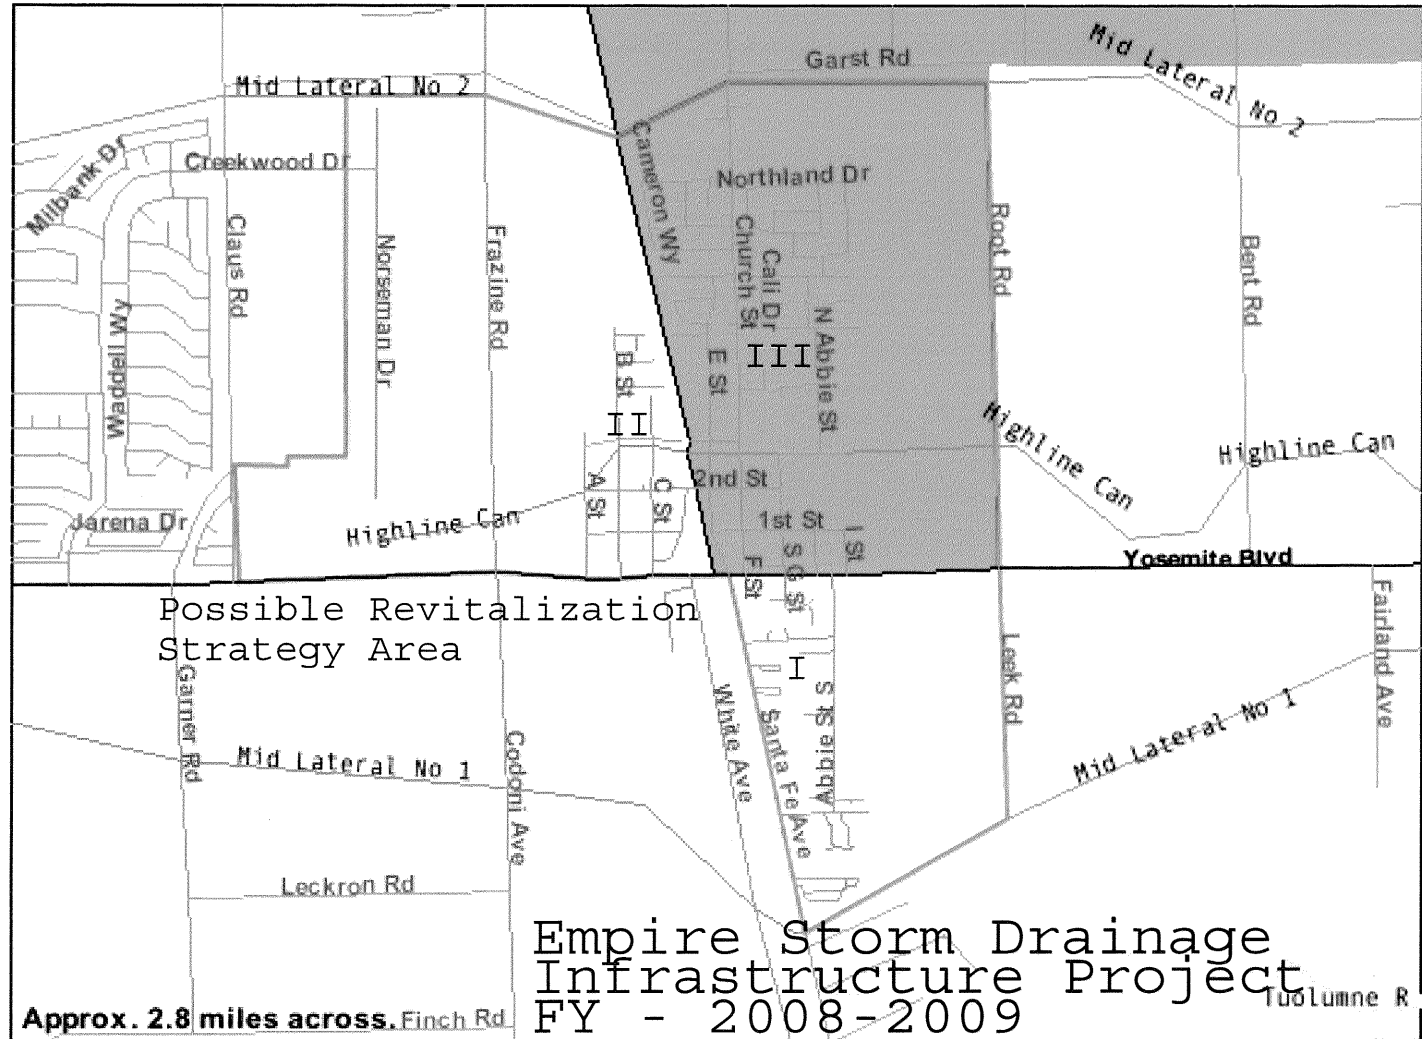 Garst Rd
Mid Lateral No 2
Mid Lateral No 2
Creekwood Dr
Milbank Dr
Cameron Wy
Northland Dr
Claus Rd
Norseman Dr
Frazine Rd
Church St
Cali Dr
Root Rd
Bent Rd
Waddell Wy
B St
E St
III
N Abbie St
II
Highline Can
Highline Can
2nd St
A St
C St
Jarena Dr
Highline Can
1st St
I St
Yosemite Blvd
F St
S G St
Possible Revitalization
Strategy Area
I
Fairland Ave
Garner Rd
Leek Rd
White Ave
Santa Fe Ave
S Abbie St
Mid Lateral No 1
Mid Lateral No 1
Codoni Ave
Leckron Rd
Empire Storm Drainage
Infrastructure Project
FY - 2008-2009
Tuolumne R
Approx. 2.8 miles across.
Finch Rd